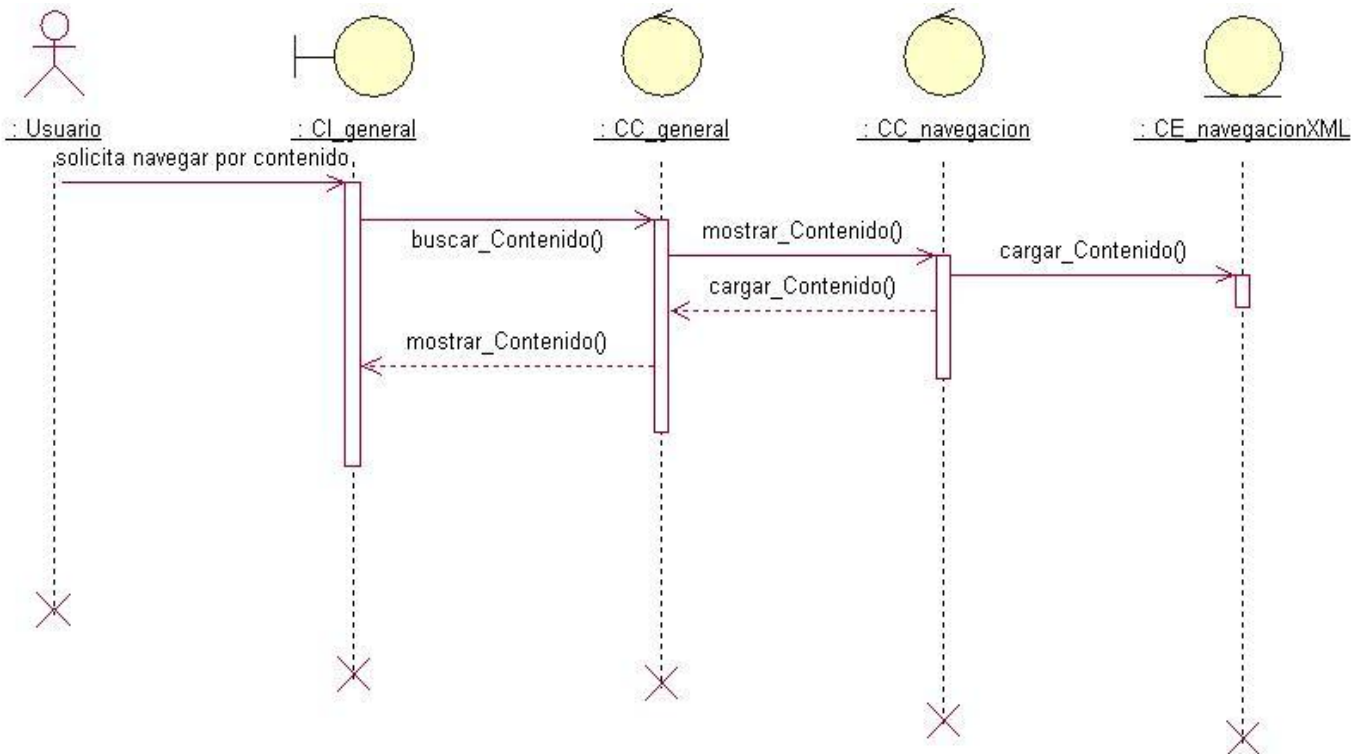 : Usuario
: CI_general
: CC_general
: CC_navegacion
: CE_navegacionXML
solicita navegar por contenido
buscar_Contenido()
mostrar_Contenido()
cargar_Contenido()
cargar_Contenido()
mostrar_Contenido()